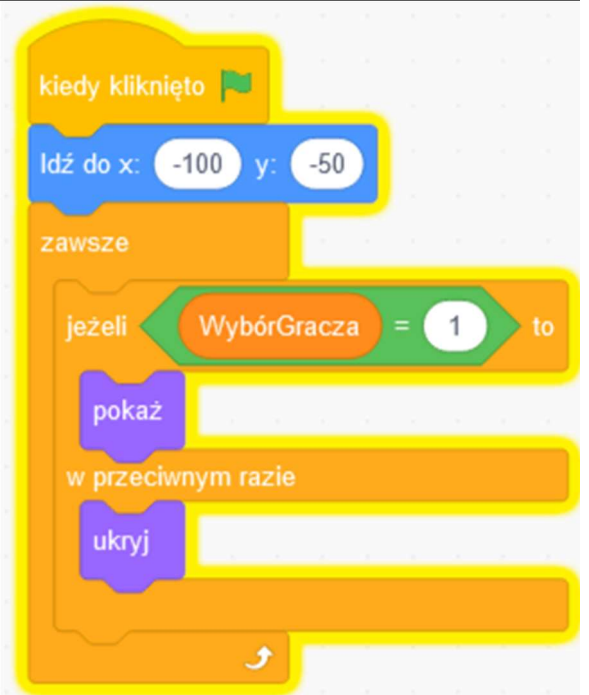 kiedy kliknięto
Idź do x: -100 y: -50
zawsze
jeżeli WybórGracza = 1 to
pokaż
w przeciwnym razie
ukryj